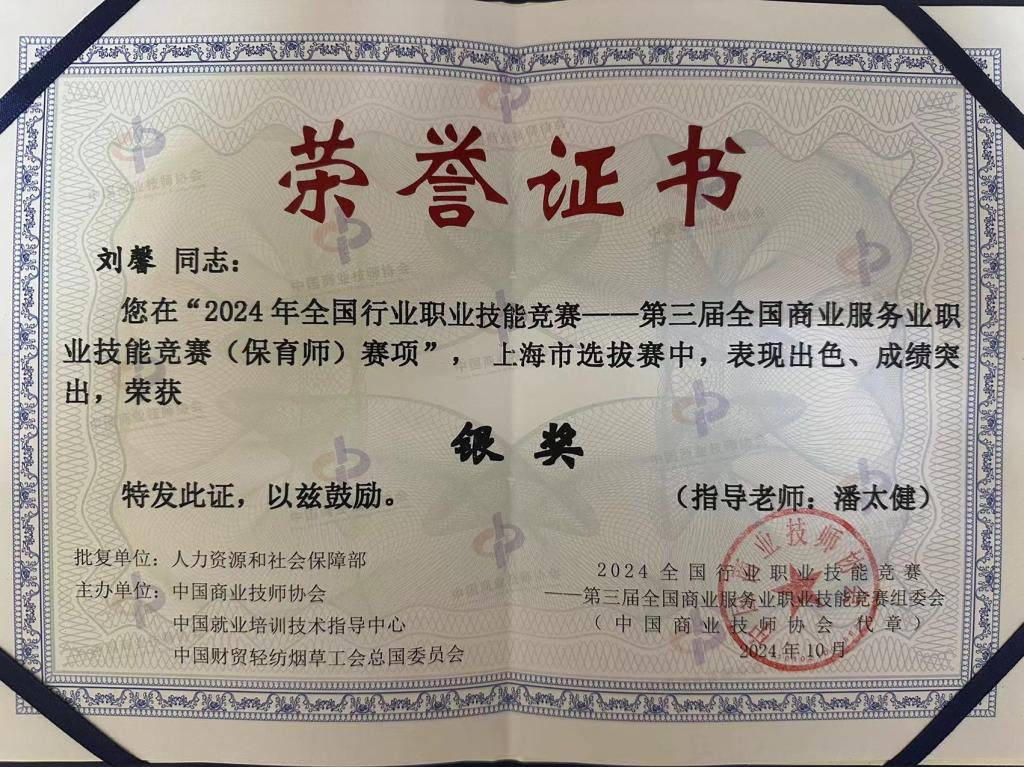 荣誉证书
刘馨 同志：
您在“2024年全国行业职业技能竞赛——第三届全国商业服务业职
业技能竞赛（保育师）赛项”，上海市选拔赛中，表现出色、成绩突
出，荣获
银奖
特发此证，以兹鼓励。
（指导老师：潘太健）
批复单位：人力资源和社会保障部
主办单位：中国商业技师协会
中国就业培训技术指导中心
中国财贸轻纺烟草工会总国委员会
2024全国行业职业技能竞赛
——第三届全国商业服务业职业技能竞赛组委会
（中国商业技师协会 代章）
2024年10月
中国商业技师协会